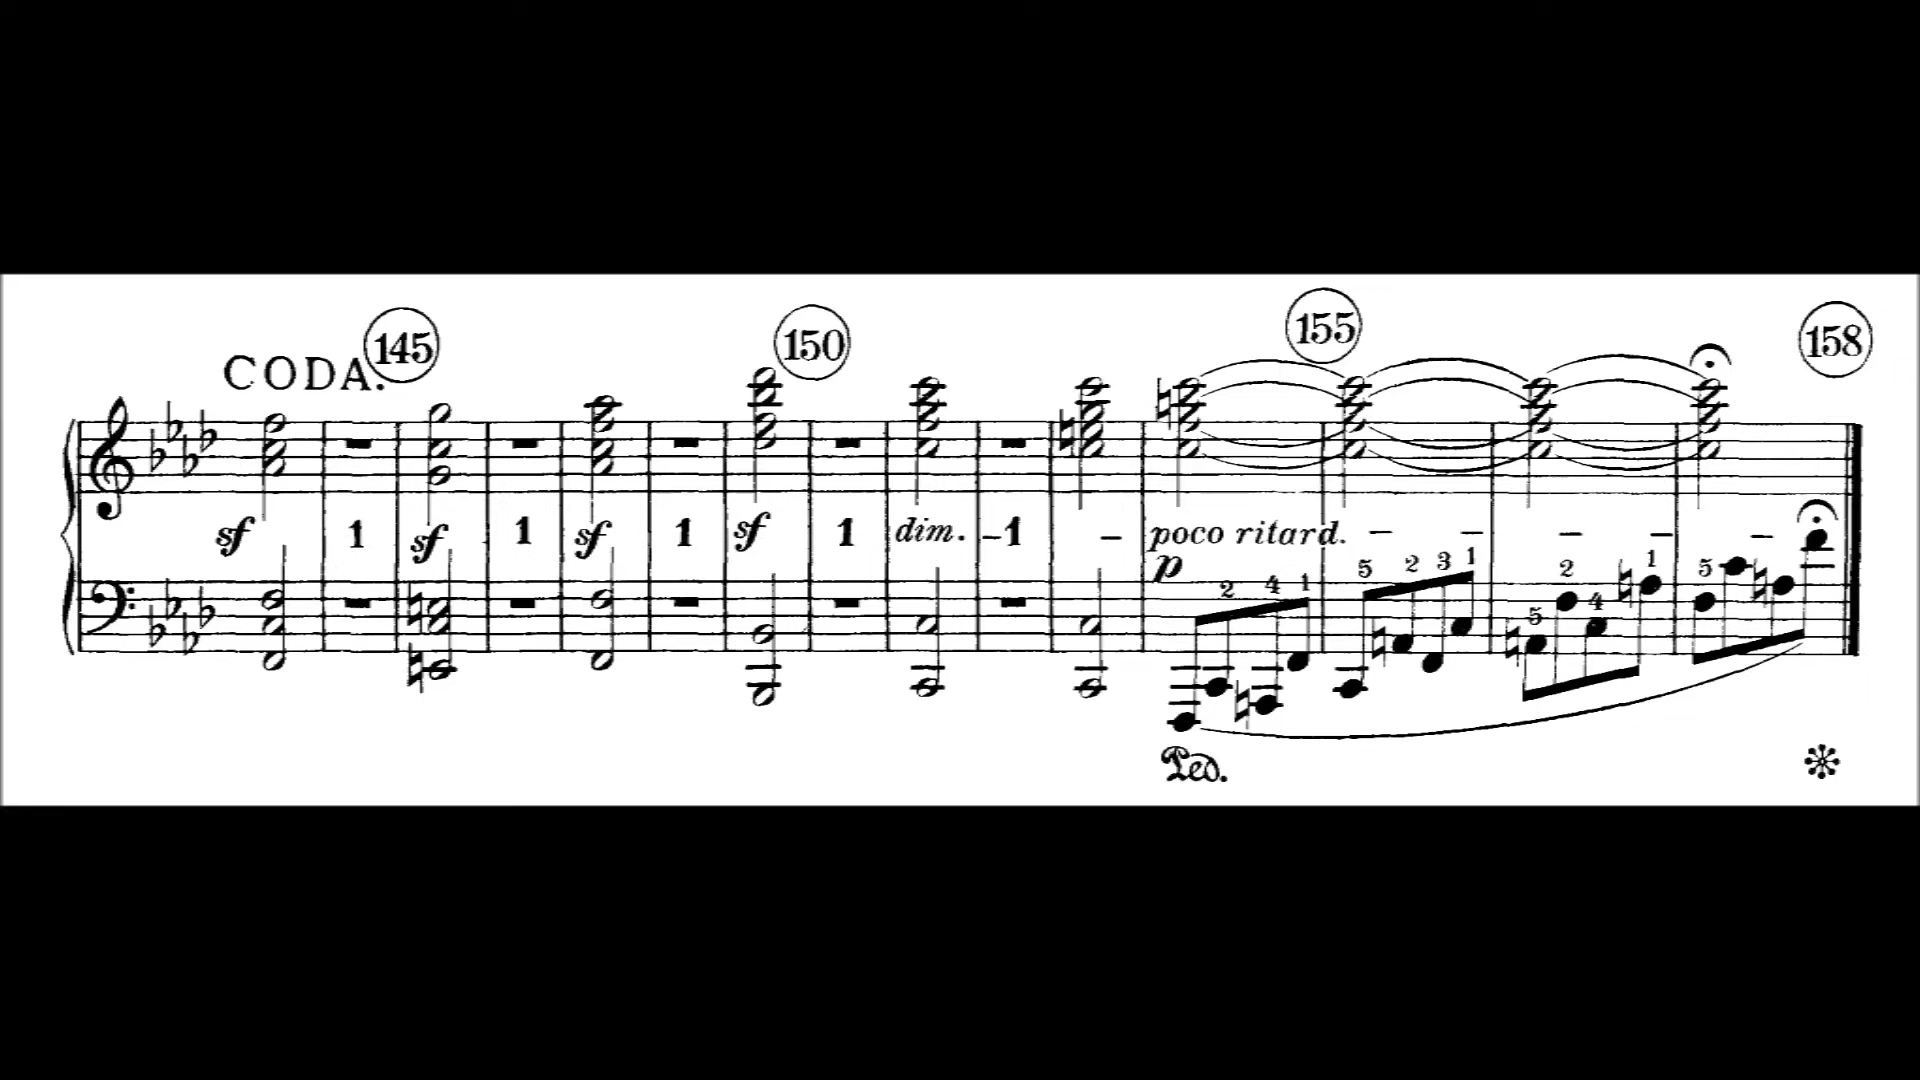 145 150 155 158
CODA.
sf 1 sf 1 sf 1 sf 1 dim. – 1 – poco ritard. – – – – –
p
2 4 1 5 2 3 1 5 2 4 1 5
Ped.